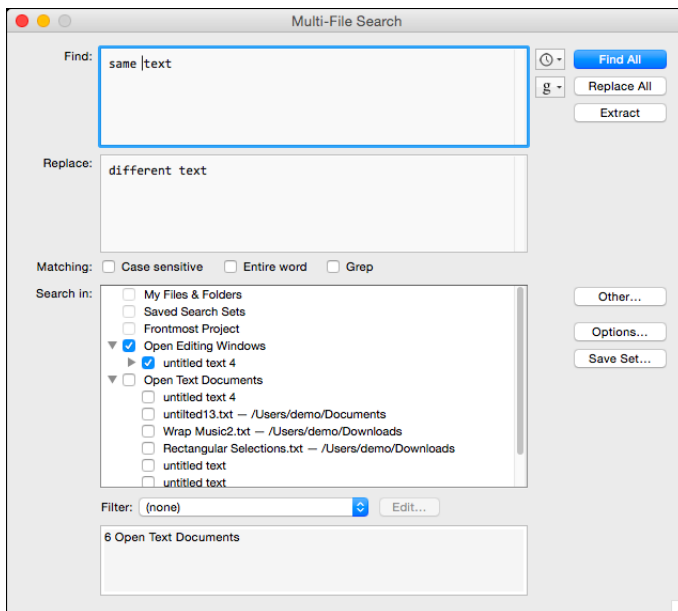 Multi-File Search
Find:
same text
Find All
g
Replace All
Extract
Replace:
different text
Matching:
Case sensitive
Entire word
Grep
Search in:
My Files & Folders
Saved Search Sets
Frontmost Project
Open Editing Windows
untitled text 4
Open Text Documents
untitled text 4
untilted13.txt — /Users/demo/Documents
Wrap Music2.txt — /Users/demo/Downloads
Rectangular Selections.txt — /Users/demo/Downloads
untitled text
untitled text
Other...
Options...
Save Set...
Filter:
(none)
Edit...
6 Open Text Documents